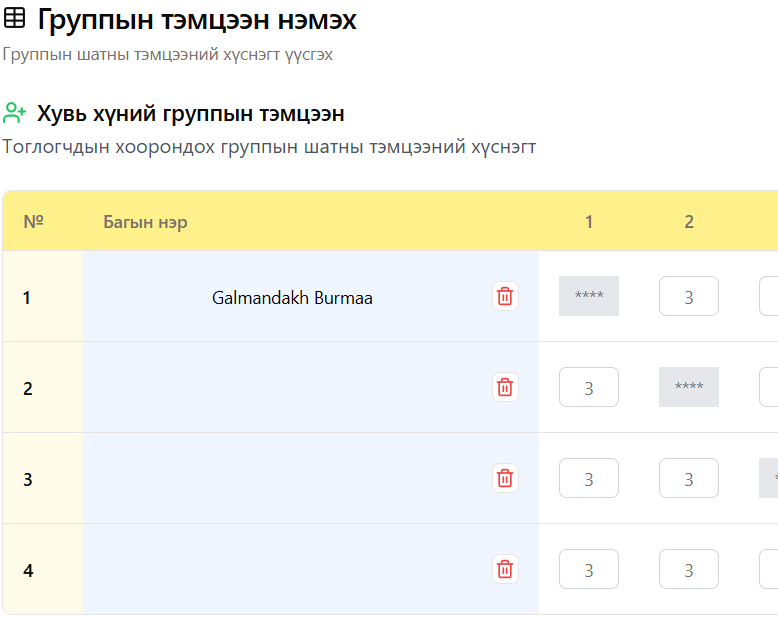 Группын тэмцээн нэмэх
Группын шатны тэмцээний хүснэгт үүсгэх
Хувь хүний группын тэмцээн
Тоглогчдын хоорондох группын шатны тэмцээний хүснэгт
№ Багын нэр 1 2
1 Galmandakh Burmaa **** 3
2 3 ****
3 3 3 *
4 3 3